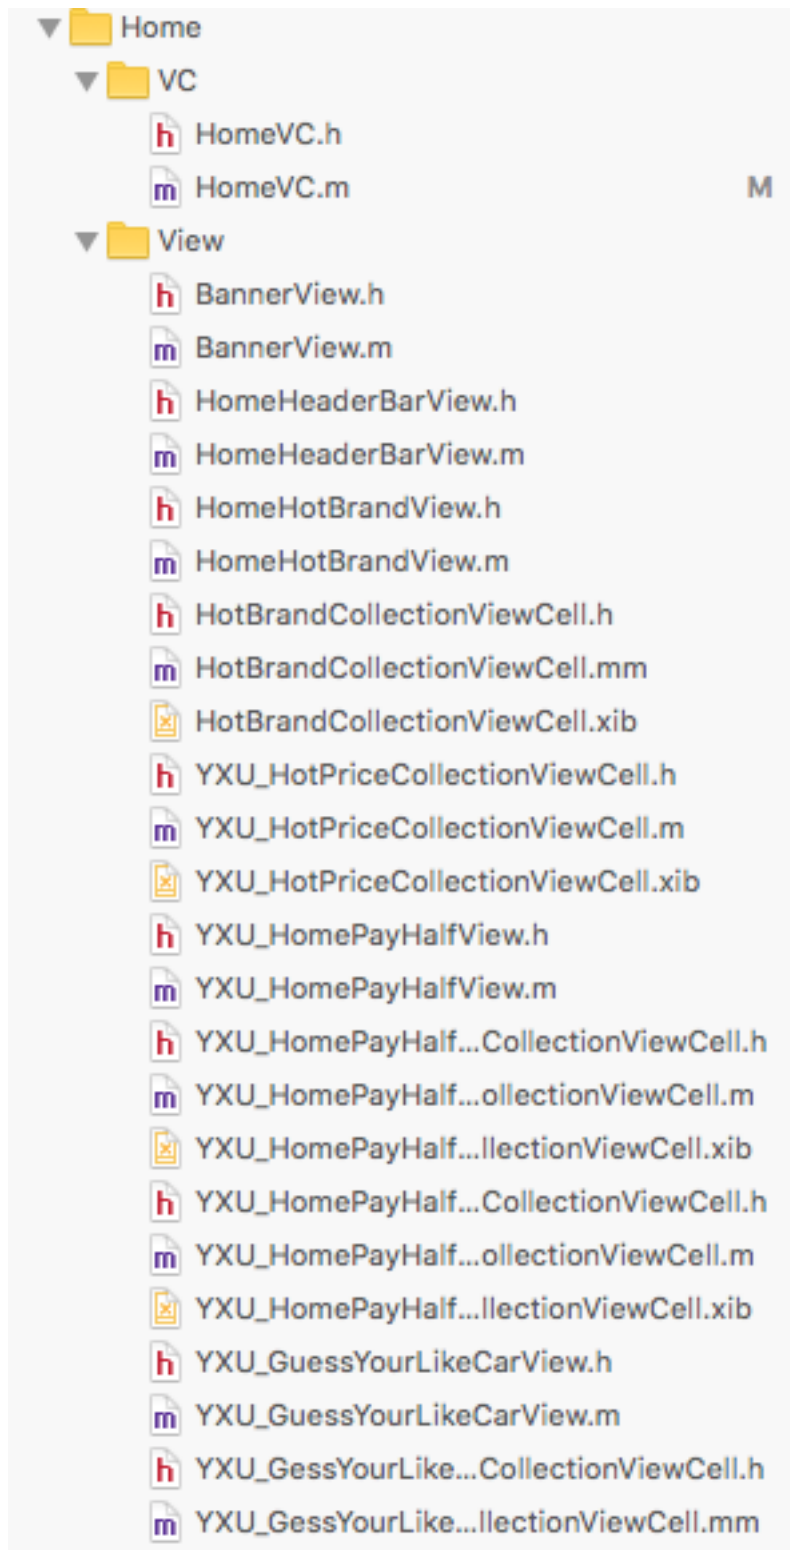 Home
VC
h HomeVC.h
m HomeVC.m M
View
h BannerView.h
m BannerView.m
h HomeHeaderBarView.h
m HomeHeaderBarView.m
h HomeHotBrandView.h
m HomeHotBrandView.m
h HotBrandCollectionViewCell.h
m HotBrandCollectionViewCell.mm
HotBrandCollectionViewCell.xib
h YXU_HotPriceCollectionViewCell.h
m YXU_HotPriceCollectionViewCell.m
YXU_HotPriceCollectionViewCell.xib
h YXU_HomePayHalfView.h
m YXU_HomePayHalfView.m
h YXU_HomePayHalf...CollectionViewCell.h
m YXU_HomePayHalf...ollectionViewCell.m
YXU_HomePayHalf...llectionViewCell.xib
h YXU_HomePayHalf...CollectionViewCell.h
m YXU_HomePayHalf...ollectionViewCell.m
YXU_HomePayHalf...llectionViewCell.xib
h YXU_GuessYourLikeCarView.h
m YXU_GuessYourLikeCarView.m
h YXU_GessYourLike...CollectionViewCell.h
m YXU_GessYourLike...llectionViewCell.mm